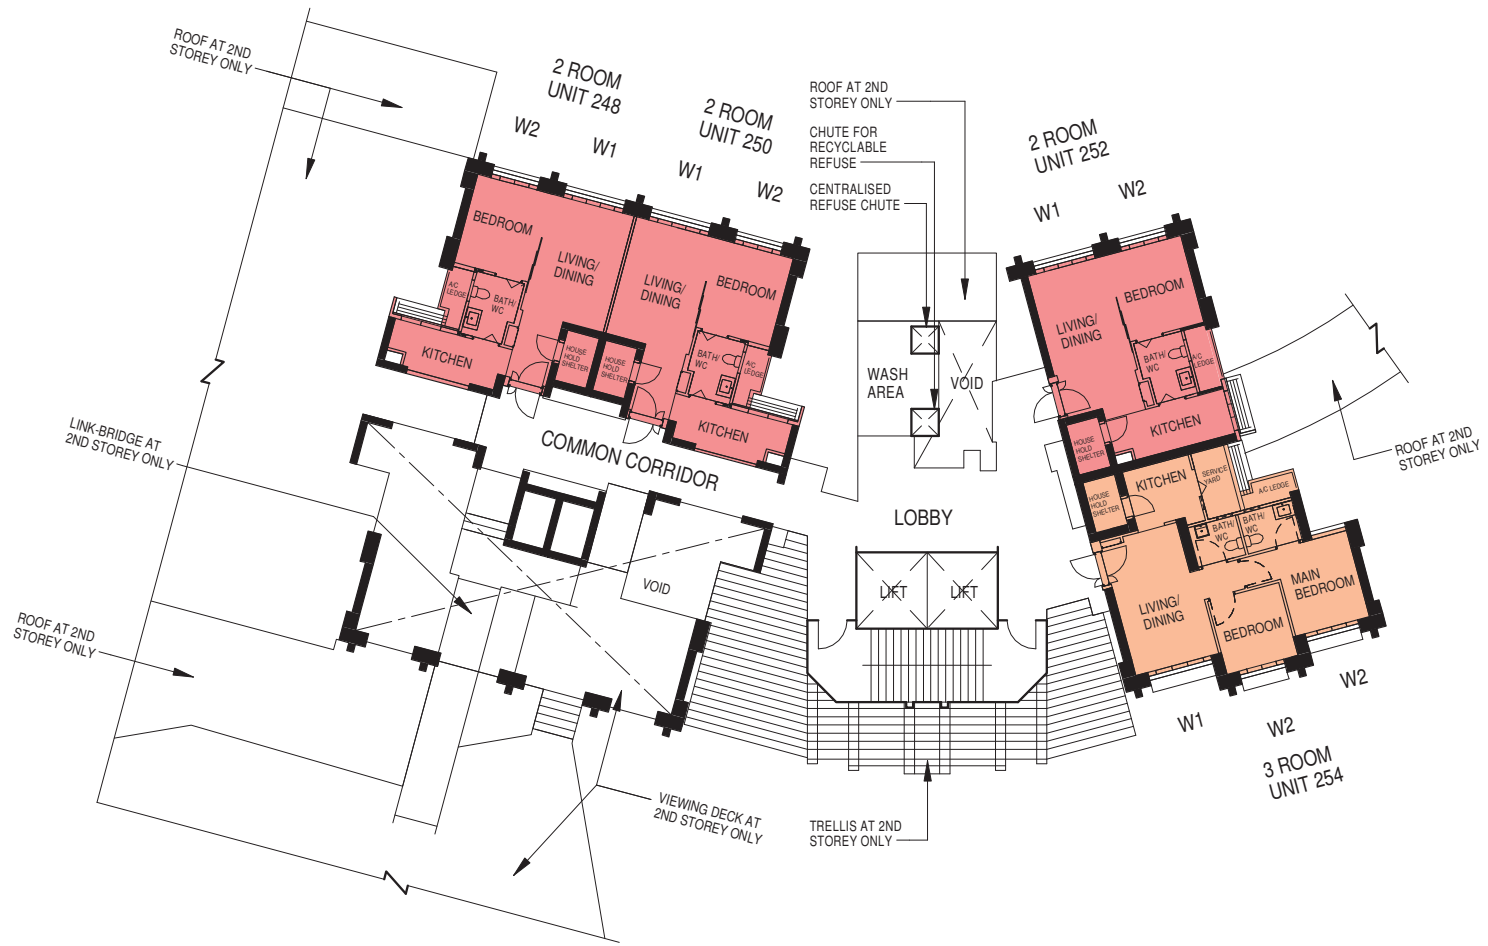 ROOF AT 2ND
STOREY ONLY
2 ROOM
UNIT 248
W2
W1
2 ROOM
UNIT 250
W1
W2
ROOF AT 2ND
STOREY ONLY
CHUTE FOR
RECYCLABLE
REFUSE
CENTRALISED
REFUSE CHUTE
2 ROOM
UNIT 252
W1
W2
BEDROOM
LIVING/
DINING
A/C
LEDGE
BATH/
WC
KITCHEN
HOUSE
HOLD
SHELTER
LIVING/
DINING
BEDROOM
HOUSE
HOLD
SHELTER
BATH/
WC
A/C
LEDGE
KITCHEN
WASH
AREA
VOID
BEDROOM
LIVING/
DINING
BATH/
WC
A/C
LEDGE
KITCHEN
HOUSE
HOLD
SHELTER
ROOF AT 2ND
STOREY ONLY
LINK-BRIDGE AT
2ND STOREY ONLY
COMMON CORRIDOR
LOBBY
VOID
LIFT
LIFT
KITCHEN
SERVICE
YARD
A/C LEDGE
HOUSE
HOLD
SHELTER
BATH/
WC
BATH/
WC
MAIN
BEDROOM
LIVING/
DINING
BEDROOM
W1
W2
W2
3 ROOM
UNIT 254
ROOF AT 2ND
STOREY ONLY
VIEWING DECK AT
2ND STOREY ONLY
TRELLIS AT 2ND
STOREY ONLY